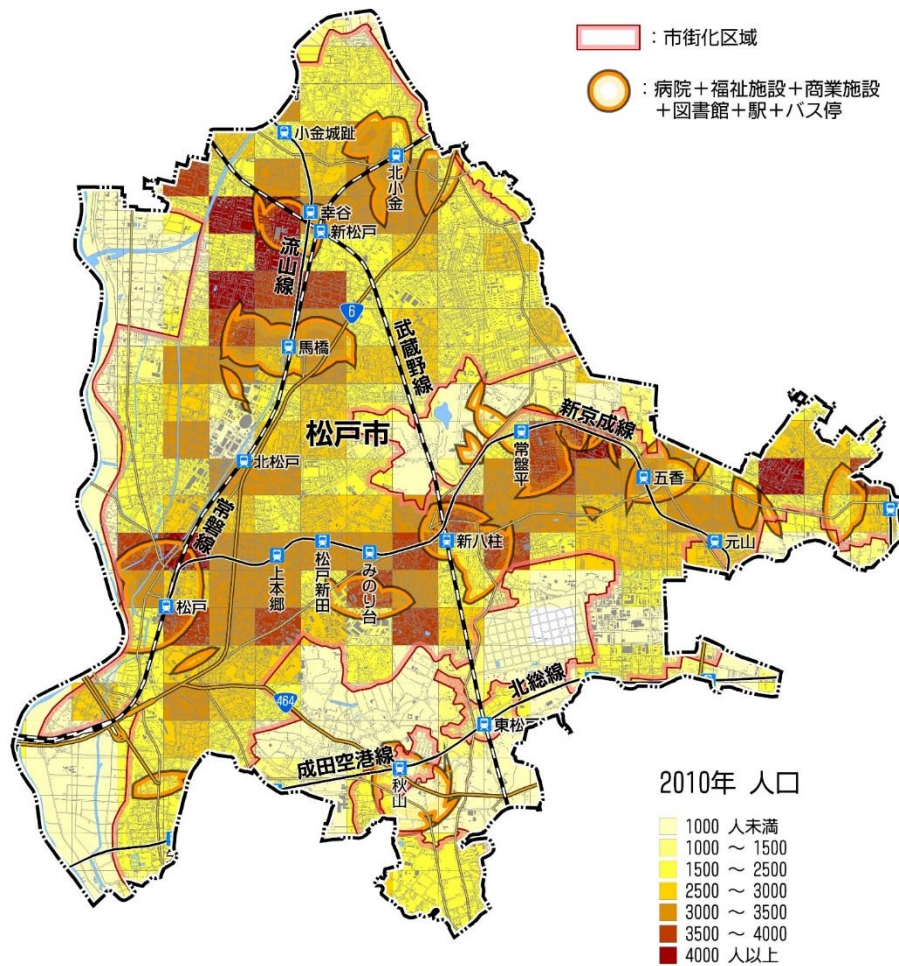 ：市街化区域
：病院＋福祉施設＋商業施設
＋図書館＋駅＋バス停
小金城趾
北小金
幸谷
新松戸
流山線
6
武蔵野線
馬橋
松戸市
新京成線
常盤平
北松戸
五香
常磐線
新八柱
元山
上本郷
松戸新田
みのり台
松戸
北総線
464
東松戸
成田空港線
秋山
2010年 人口
1000 人未満
1000 ～ 1500
1500 ～ 2500
2500 ～ 3000
3000 ～ 3500
3500 ～ 4000
4000 人以上